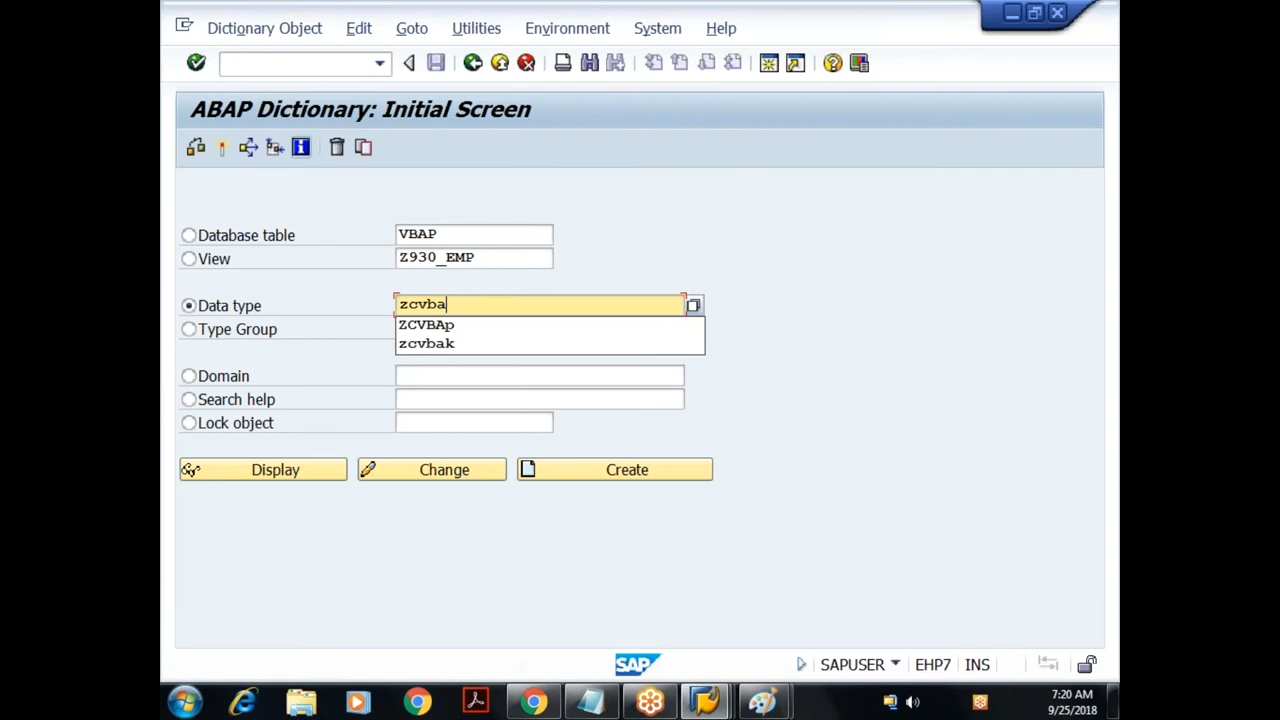 Dictionary Object Edit Goto Utilities Environment System Help
ABAP Dictionary: Initial Screen
Database table VBAP
View Z930_EMP
Data type zcvba
ZCVBAp
Type Group
zcvbak
Domain
Search help
Lock object
Display Change Create
SAP SAPUSER EHP7 INS
7:20 AM
9/25/2018